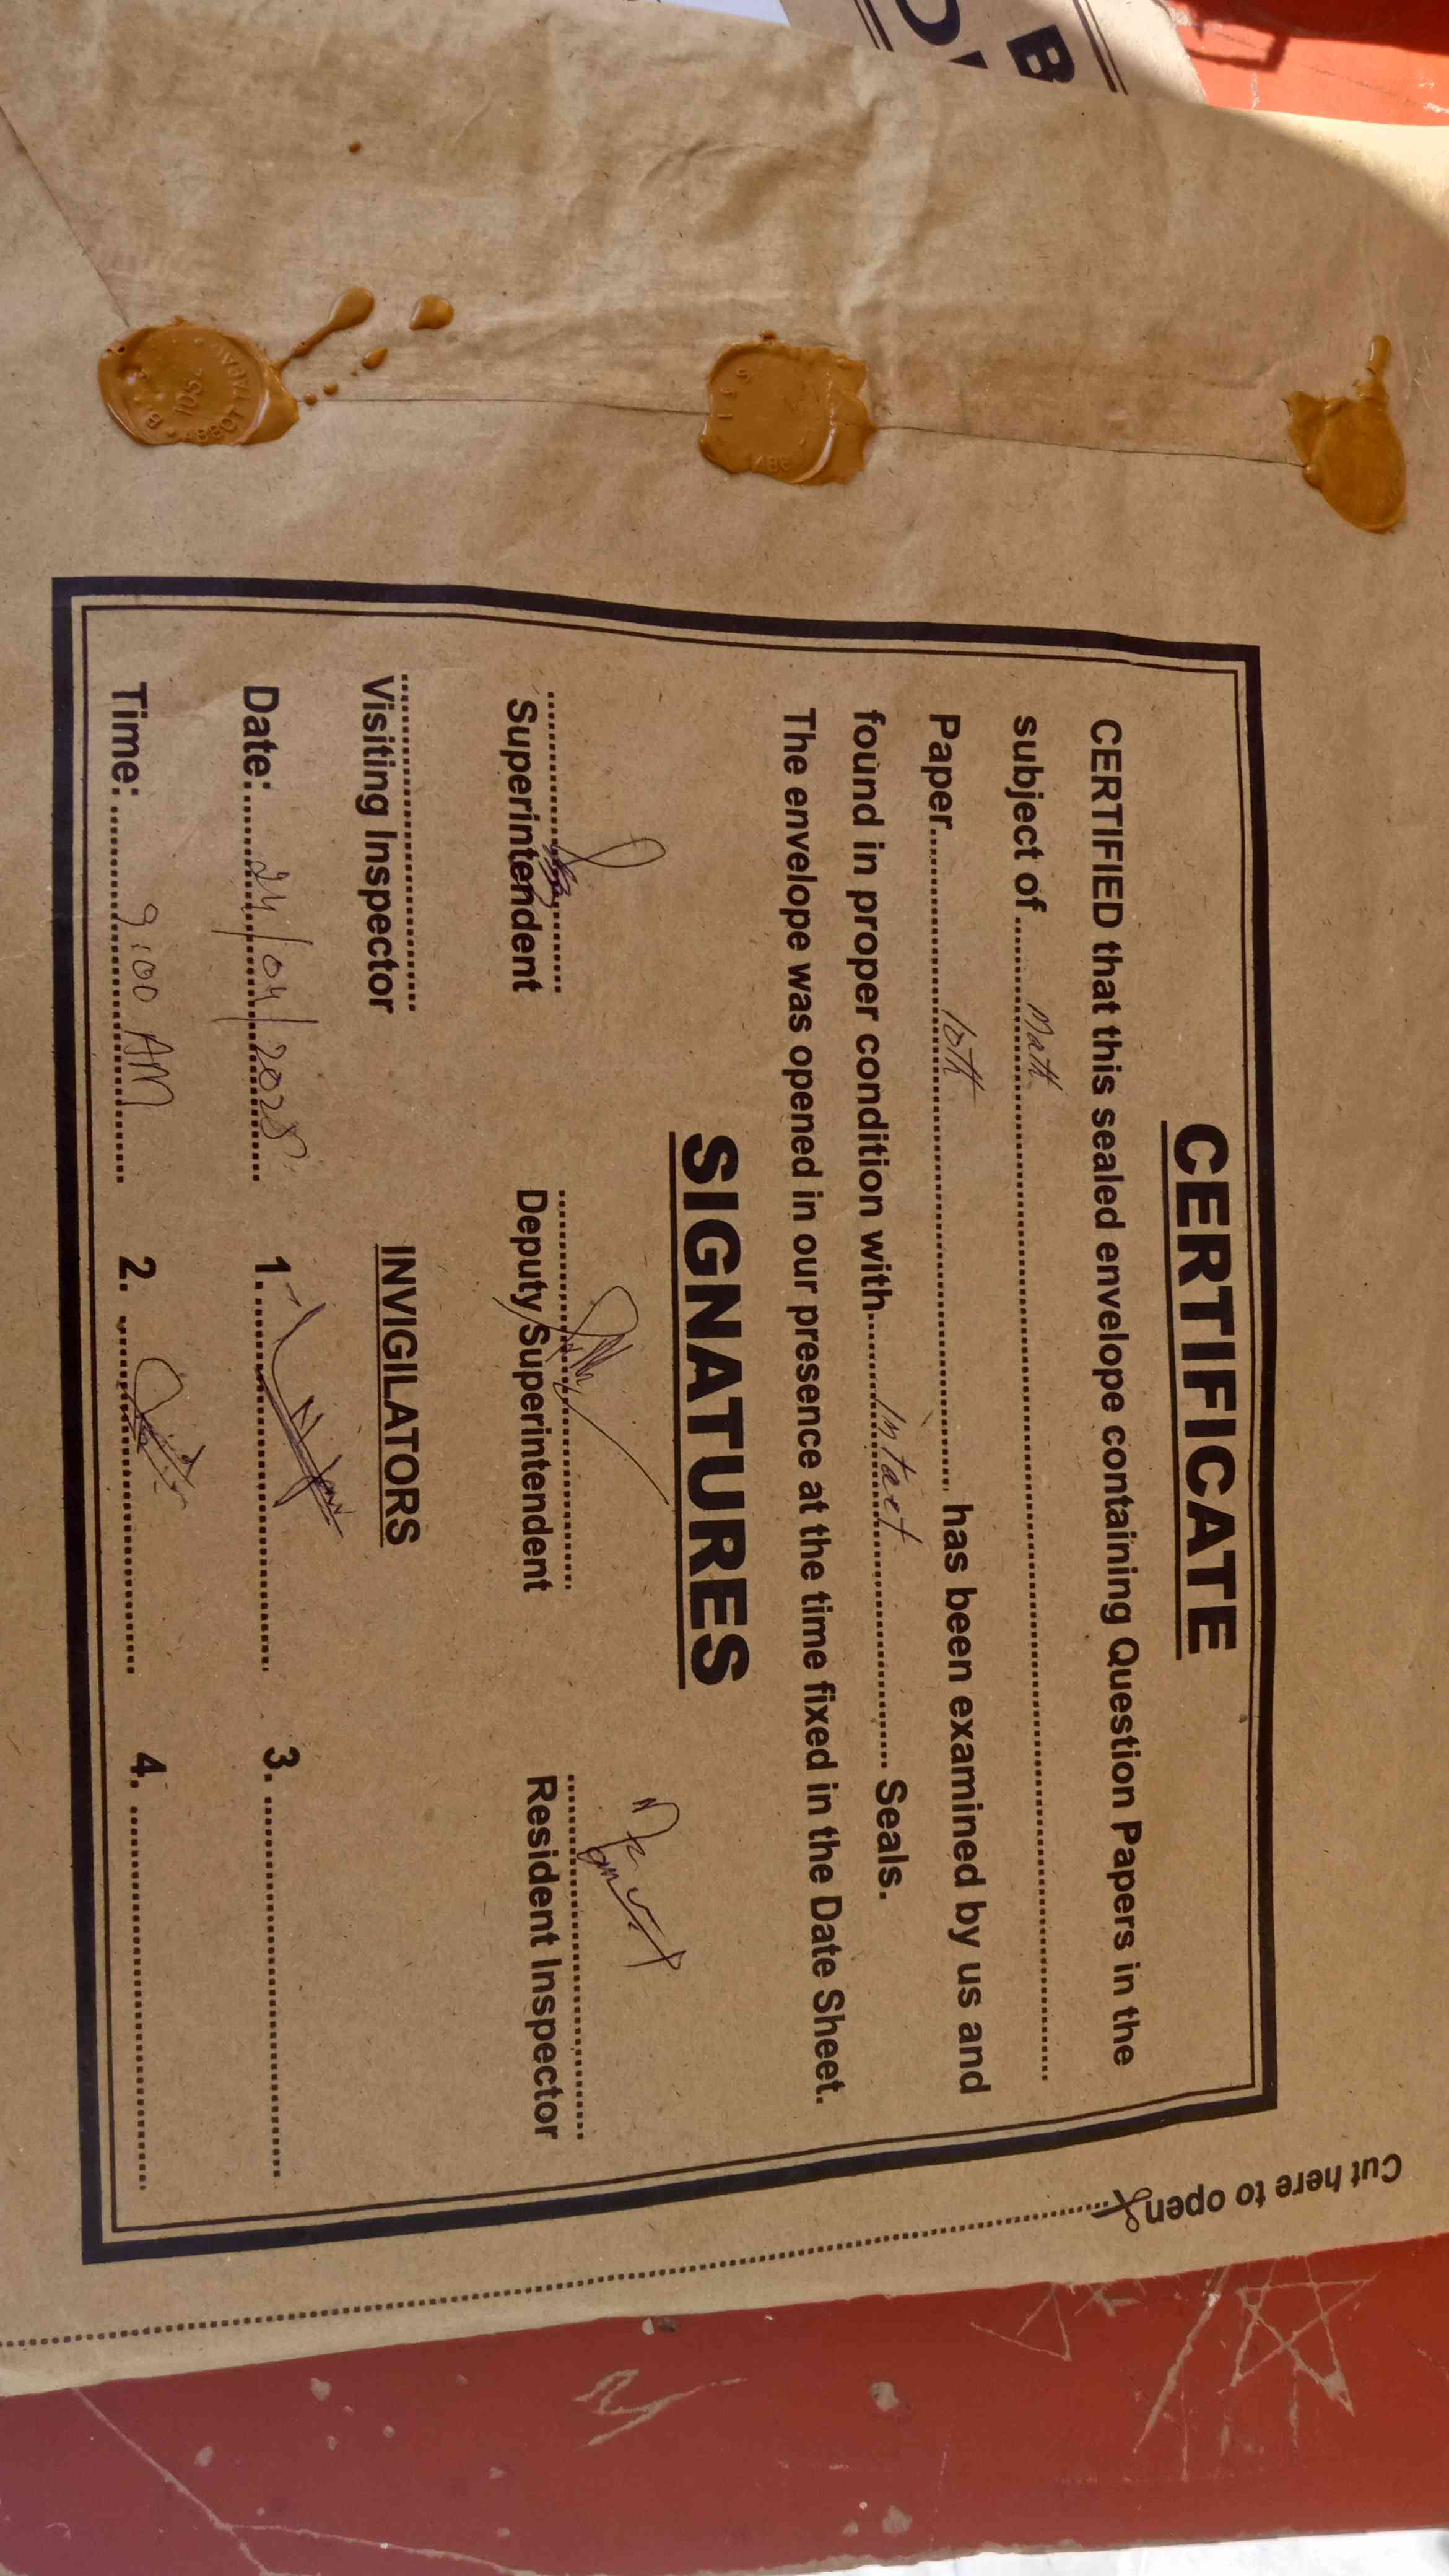 CERTIFICATE
CERTIFIED that this sealed envelope containing Question Papers in the
subject of Math
Paper 10th has been examined by us and
found in proper condition with Intact Seals.
The envelope was opened in our presence at the time fixed in the Date Sheet.
SIGNATURES
Superintendent Deputy Superintendent Resident Inspector
Visiting Inspector INVIGILATORS
Date: 24/04/2025 1. 3.
Time: 9:00 AM 2. 4.
Cut here to open
B